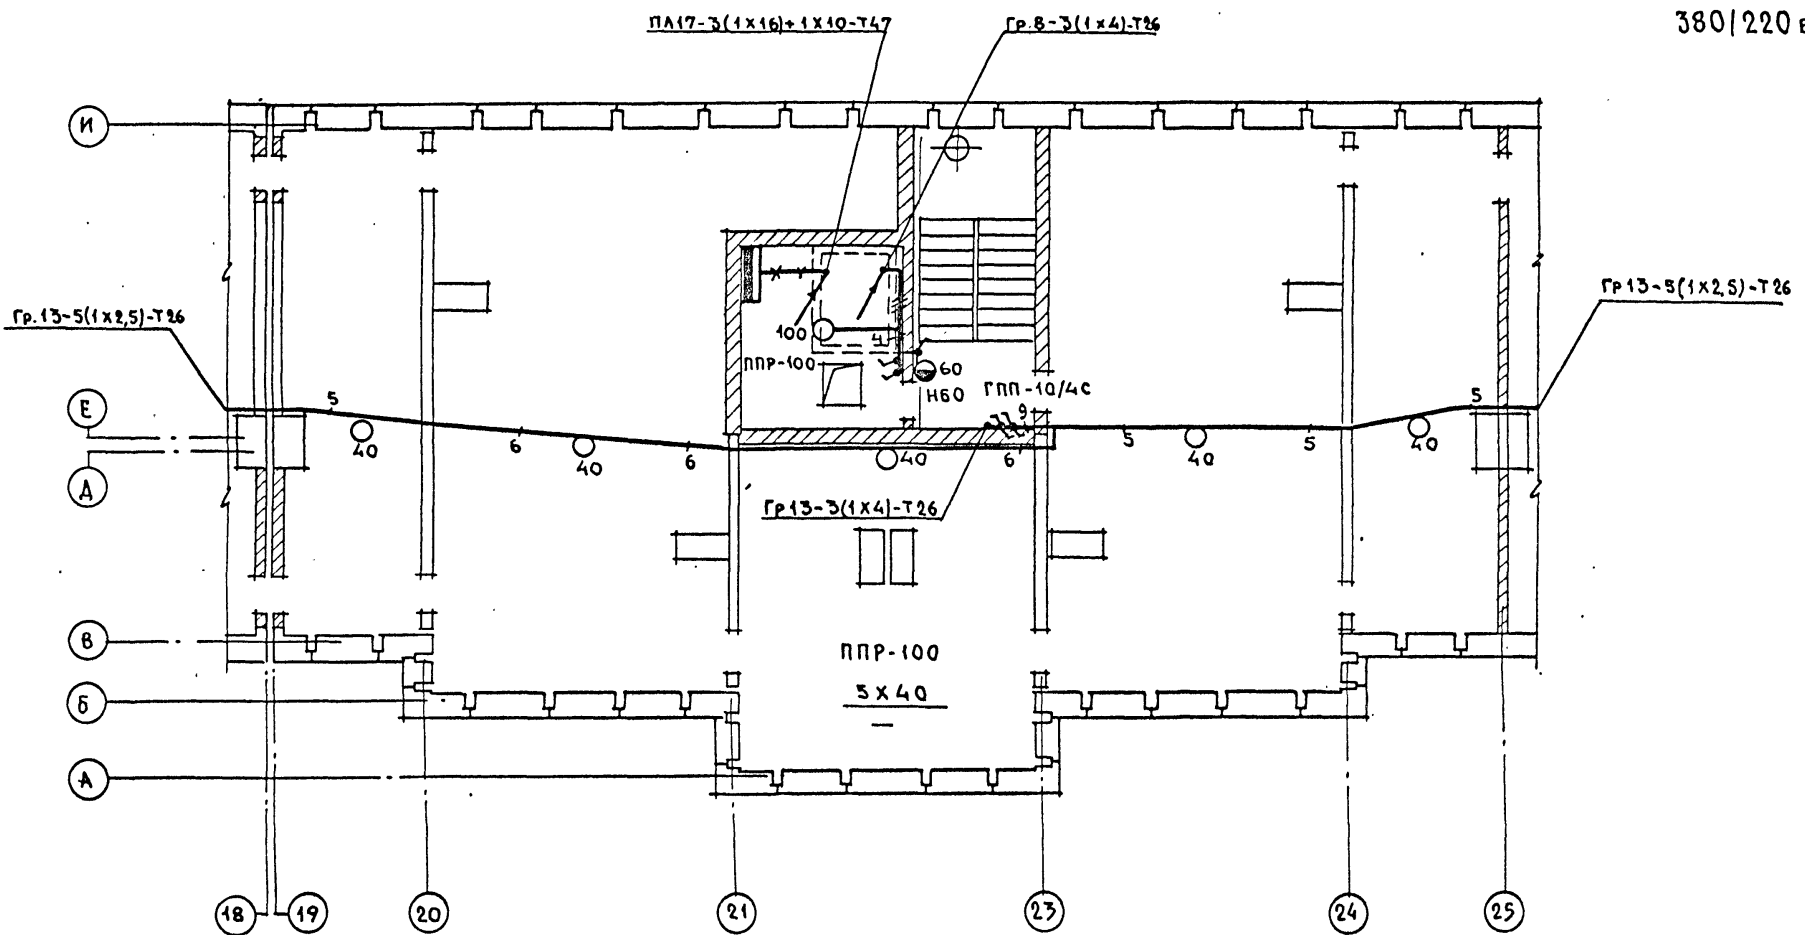 ПЛ17-3(1х16)+1х10-Т47
Гр.8-3(1х4)-Т26
380/220 в
И
Гр.13-5(1х2,5)-Т26
Гр13-5(1х2,5)-Т26
100
4
ППР-100
60
Н60
ГПП-10/4С
9
Е
5
40
6
40
6
40
6
5
40
5
5
40
Д
Гр13-3(1х4)-Т26
В
ППР-100
5х40
—
Б
А
18
19
20
21
23
24
25